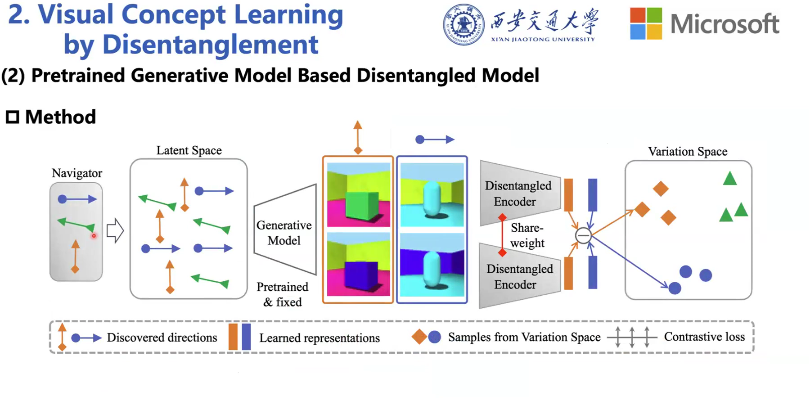 2. Visual Concept Learning
by Disentanglement
西安交通大学
XI'AN JIAOTONG UNIVERSITY
Microsoft
(2) Pretrained Generative Model Based Disentangled Model
Method
Navigator
Latent Space
Generative
Model
Pretrained
& fixed
Disentangled
Encoder
Share-
weight
Disentangled
Encoder
Variation Space
Discovered directions
Learned representations
Samples from Variation Space
Contrastive loss